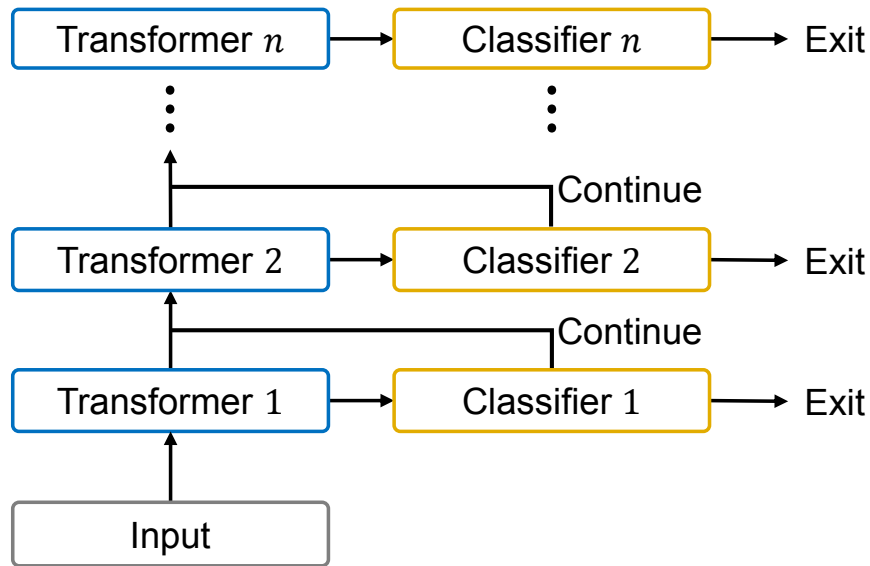 Transformer n
Classifier n
Exit
Continue
Transformer 2
Classifier 2
Exit
Continue
Transformer 1
Classifier 1
Exit
Input